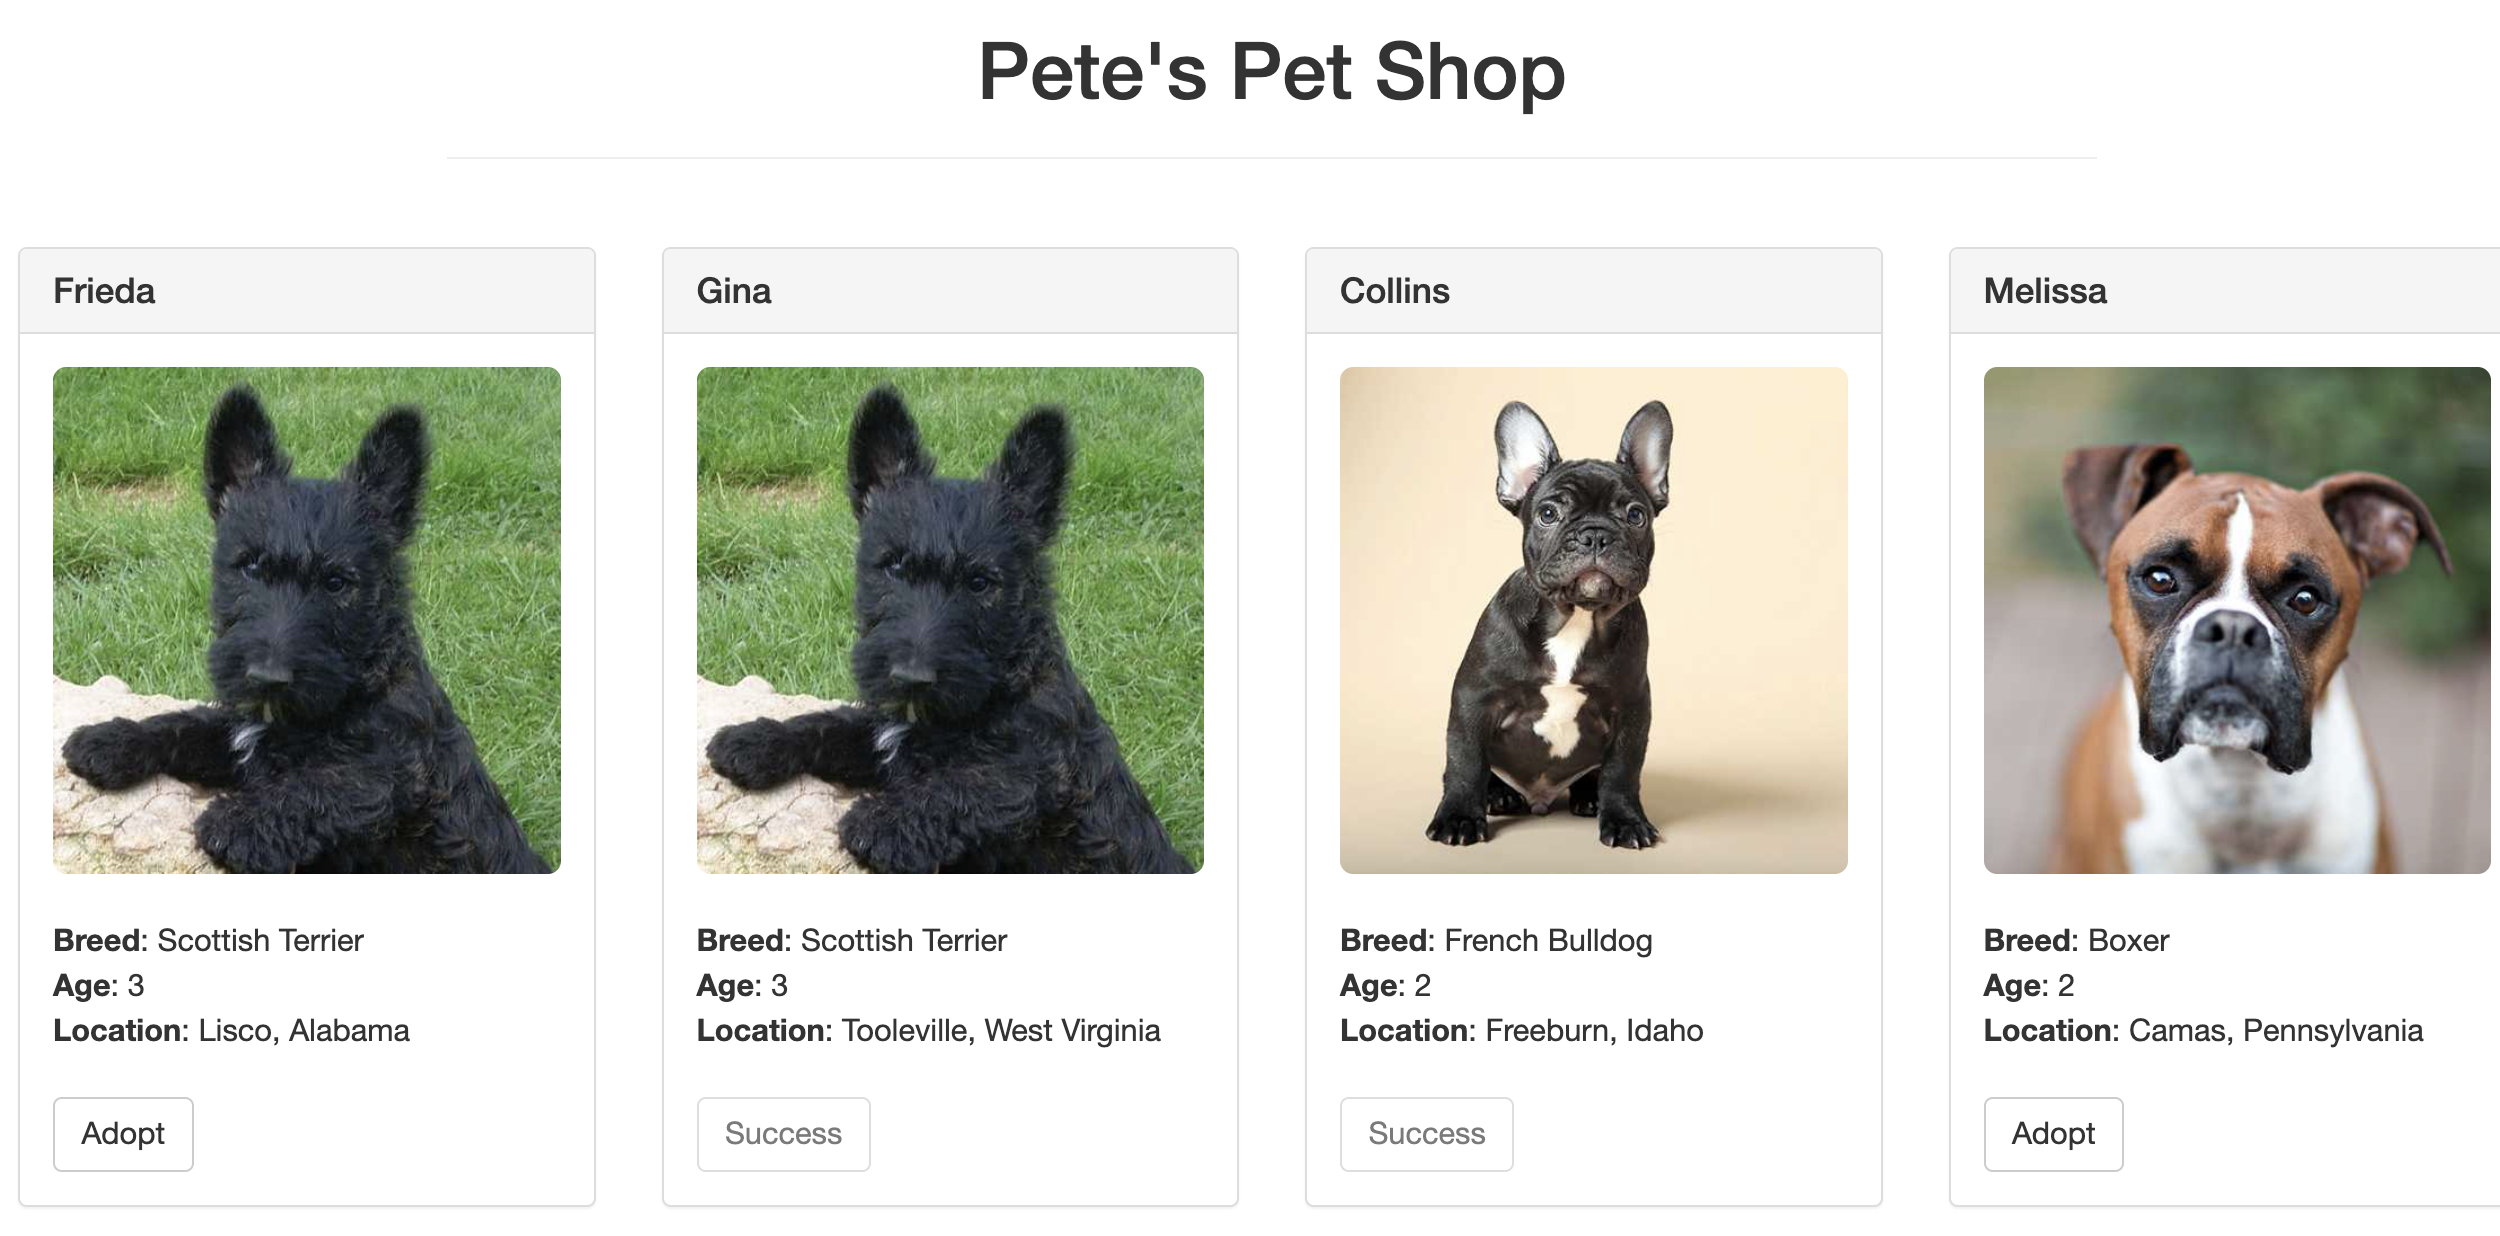 Pete's Pet Shop
Frieda
Breed: Scottish Terrier
Age: 3
Location: Lisco, Alabama
Adopt
Gina
Breed: Scottish Terrier
Age: 3
Location: Tooleville, West Virginia
Success
Collins
Breed: French Bulldog
Age: 2
Location: Freeburn, Idaho
Success
Melissa
Breed: Boxer
Age: 2
Location: Camas, Pennsylvania
Adopt